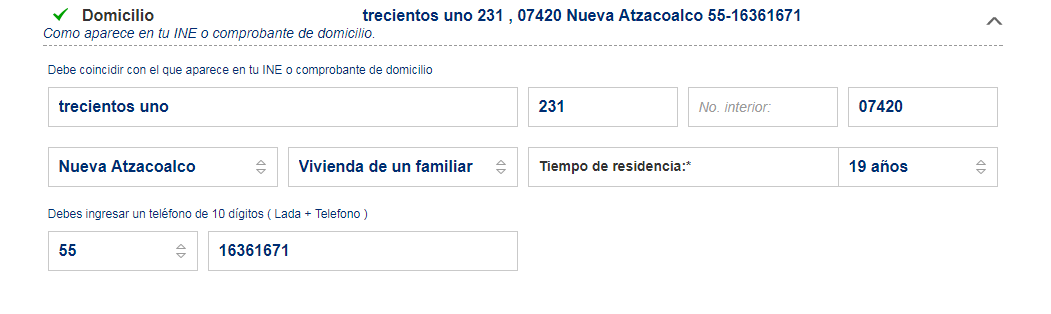 Domicilio trecientos uno 231 , 07420 Nueva Atzacoalco 55-16361671
Como aparece en tu INE o comprobante de domicilio.
Debe coincidir con el que aparece en tu INE o comprobante de domicilio
trecientos uno 231 No. interior: 07420
Nueva Atzacoalco Vivienda de un familiar Tiempo de residencia:* 19 años
Debes ingresar un teléfono de 10 dígitos ( Lada + Telefono )
55 16361671